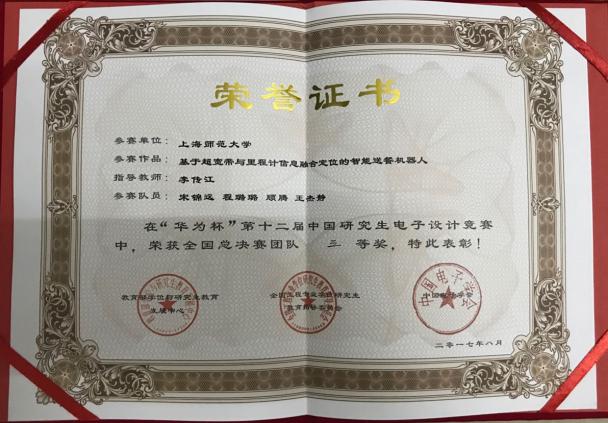 荣誉证书
参赛单位：上海师范大学
参赛作品：基于超宽带与里程计信息融合定位的智能送餐机器人
指导教师：李传江
参赛队员：宋锦远 程璐璐 顾腾 王杰静
在“华为杯”第十二届中国研究生电子设计竞赛
中，荣获全国总决赛团队 三 等奖，特此表彰！
教育部学位与研究生教育
发展中心
全国工程专业学位研究生
教育指导委员会
中国电子学会
二〇一七年八月